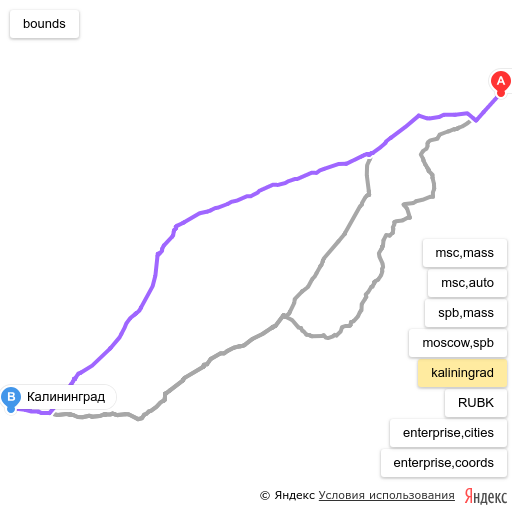 bounds
A
msc,mass
msc,auto
spb,mass
moscow,spb
B Калининград
kaliningrad
RUBK
enterprise,cities
enterprise,coords
© Яндекс Условия использования Яндекс